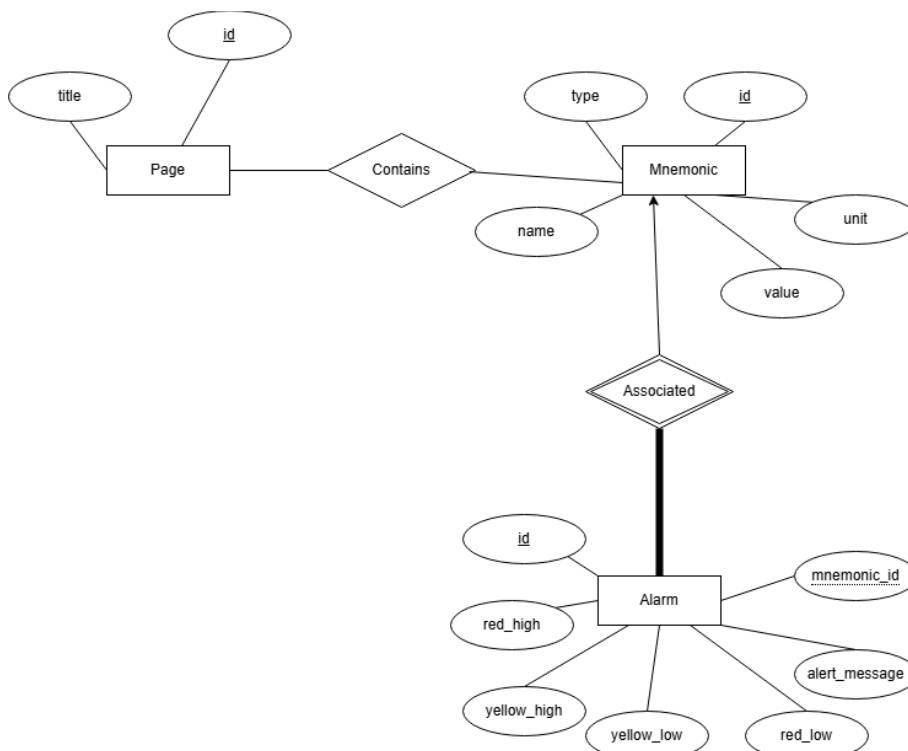 id
title
type
id
Page
Contains
Mnemonic
name
unit
value
Associated
id
mnemonic_id
Alarm
red_high
alert_message
yellow_high
yellow_low
red_low